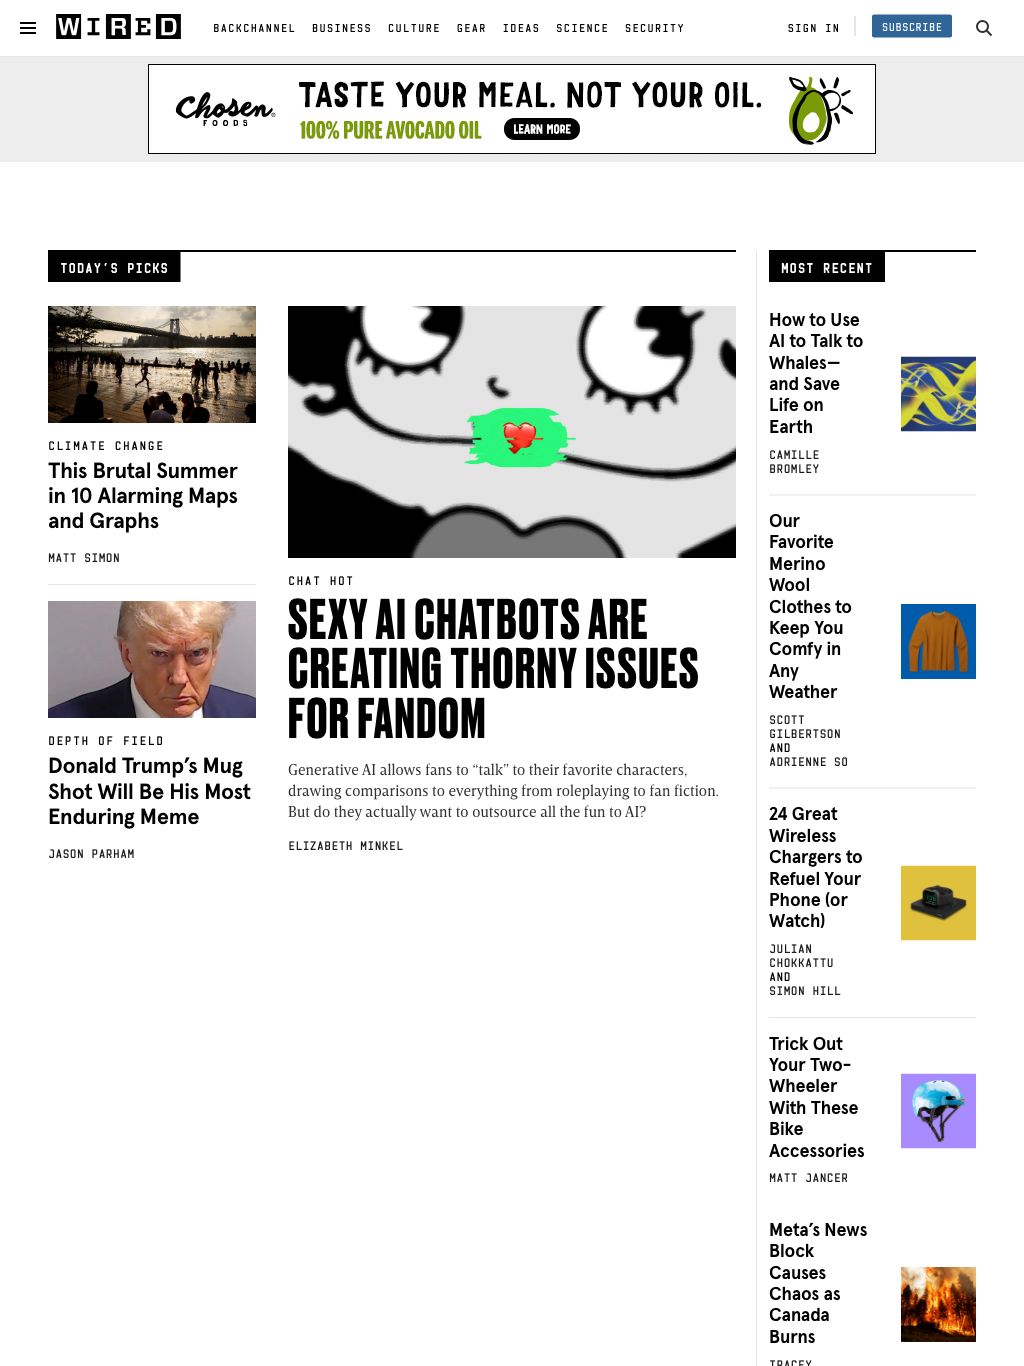 WIRED
BACKCHANNEL BUSINESS CULTURE GEAR IDEAS SCIENCE SECURITY
SIGN IN
SUBSCRIBE
Chosen
FOODS
TASTE YOUR MEAL. NOT YOUR OIL.
100% PURE AVOCADO OIL
LEARN MORE
TODAY'S PICKS
CLIMATE CHANGE
This Brutal Summer
in 10 Alarming Maps
and Graphs
MATT SIMON
DEPTH OF FIELD
Donald Trump’s Mug
Shot Will Be His Most
Enduring Meme
JASON PARHAM
CHAT HOT
SEXY AI CHATBOTS ARE
CREATING THORNY ISSUES
FOR FANDOM
Generative AI allows fans to “talk” to their favorite characters,
drawing comparisons to everything from roleplaying to fan fiction.
But do they actually want to outsource all the fun to AI?
ELIZABETH MINKEL
MOST RECENT
How to Use
AI to Talk to
Whales—
and Save
Life on
Earth
CAMILLE
BROMLEY
Our
Favorite
Merino
Wool
Clothes to
Keep You
Comfy in
Any
Weather
SCOTT
GILBERTSON
AND
ADRIENNE SO
24 Great
Wireless
Chargers to
Refuel Your
Phone (or
Watch)
JULIAN
CHOKKATTU
AND
SIMON HILL
Trick Out
Your Two-
Wheeler
With These
Bike
Accessories
MATT JANCER
Meta’s News
Block
Causes
Chaos as
Canada
Burns
TRACEY